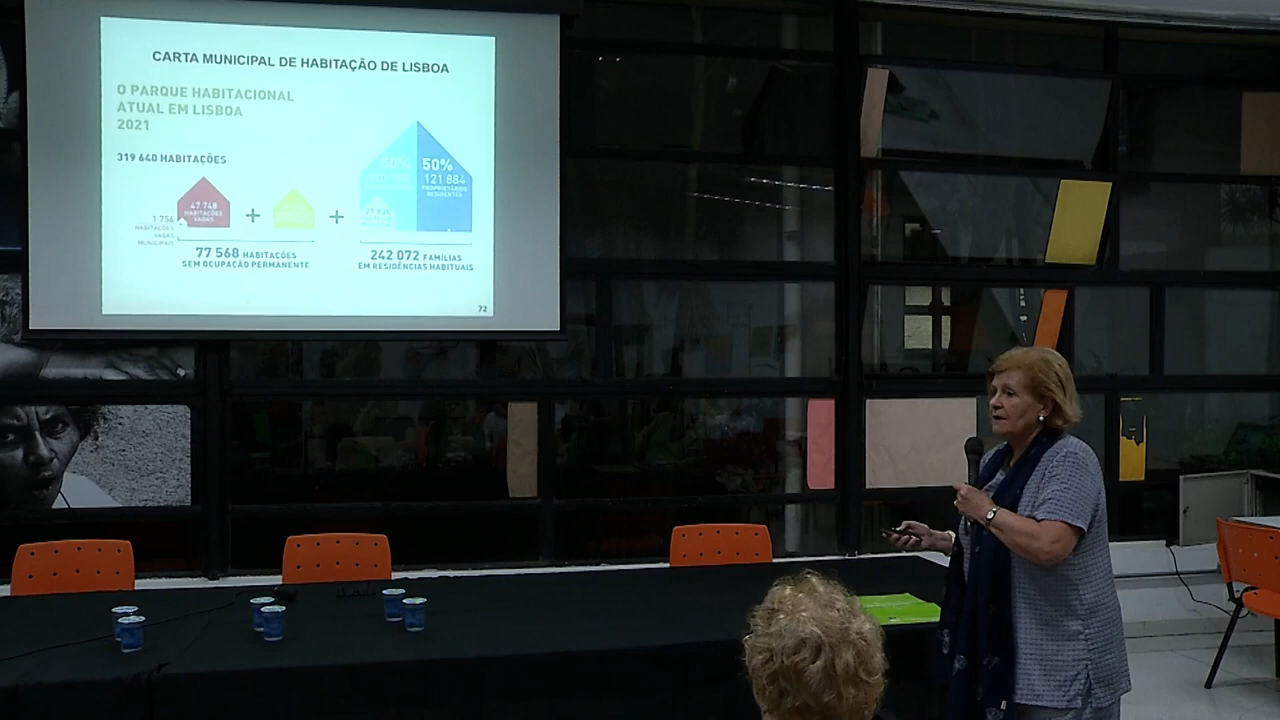 CARTA MUNICIPAL DE HABITAÇÃO DE LISBOA
O PARQUE HABITACIONAL
ATUAL EM LISBOA
2021
319 640 HABITAÇÕES
47 748
HABITAÇÕES
VAGAS
1 756
HABITAÇÕES
VAGAS
MUNICIPAIS
+
+
77 568 HABITAÇÕES
SEM OCUPAÇÃO PERMANENTE
50%
50%
121 884
PROPRIETÁRIOS
RESIDENTES
242 072 FAMÍLIAS
EM RESIDÊNCIAS HABITUAIS
72